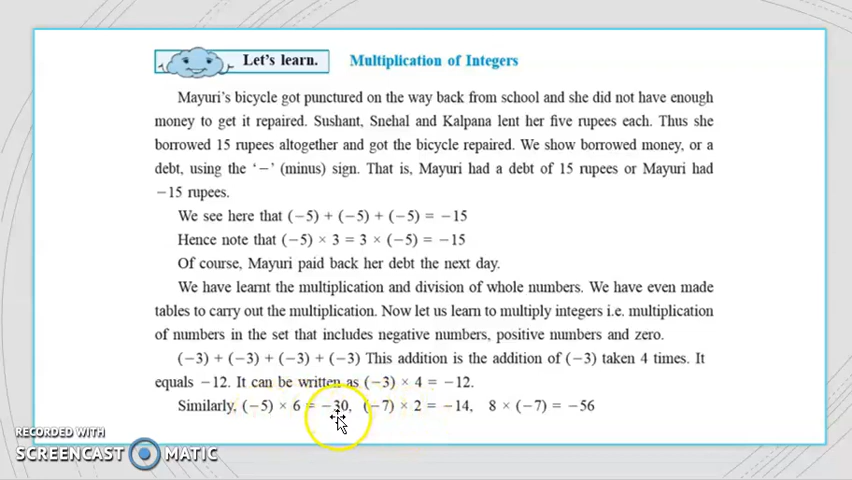 Let's learn. Multiplication of Integers
Mayuri's bicycle got punctured on the way back from school and she did not have enough
money to get it repaired. Sushant, Snehal and Kalpana lent her five rupees each. Thus she
borrowed 15 rupees altogether and got the bicycle repaired. We show borrowed money, or a
debt, using the ‘−’ (minus) sign. That is, Mayuri had a debt of 15 rupees or Mayuri had
−15 rupees.
We see here that (−5) + (−5) + (−5) = −15
Hence note that (−5) × 3 = 3 × (−5) = −15
Of course, Mayuri paid back her debt the next day.
We have learnt the multiplication and division of whole numbers. We have even made
tables to carry out the multiplication. Now let us learn to multiply integers i.e. multiplication
of numbers in the set that includes negative numbers, positive numbers and zero.
(−3) + (−3) + (−3) + (−3) This addition is the addition of (−3) taken 4 times. It
equals −12. It can be written as (−3) × 4 = −12.
Similarly, (−5) × 6 = −30, (−7) × 2 = −14, 8 × (−7) = −56
RECORDED WITH
SCREENCAST MATIC